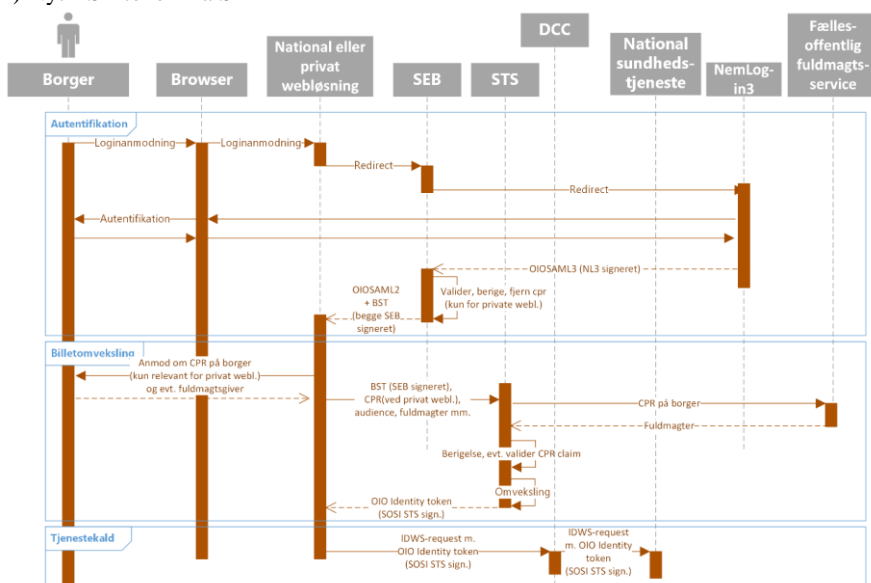 Borger
Browser
National eller
privat
webløsning
SEB
STS
DCC
National
sundheds-
tjeneste
NemLog-
in3
Fælles-
offentlig
fuldmagts-
service
Autentifikation
Loginanmodning
Loginanmodning
Redirect
Redirect
Autentifikation
OIOSAML3 (NL3 signeret)
OIOSAML2
+ BST
(begge SEB
signeret)
Valider, berige, fjern cpr
(kun for private webl.)
Billetomveksling
Anmod om CPR på borger
(kun relevant for privat webl.)
og evt. fuldmagtsgiver
BST (SEB signeret),
CPR(ved privat webl.),
audience, fuldmagter mm.
CPR på borger
Fuldmagter
Berigelse, evt. valider CPR claim
Omveksling
OIO Identity token
(SOSI STS sign.)
Tjenestekald
IDWS-request m.
OIO Identity token
(SOSI STS sign.)
IDWS-request
m. OIO Identity
token
(SOSI STS sign.)